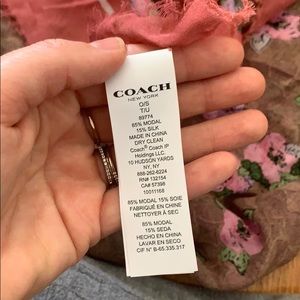 COACH
NEW YORK
O/S
T/U
89774
85% MODAL
15% SILK
MADE IN CHINA
DRY CLEAN
Coach® Coach IP
Holdings LLC.
10 HUDSON YARDS
NY, NY
888-262-6224
RN# 132154
CA# 57398
10011168
85% MODAL 15% SOIE
FABRIQUÉ EN CHINE
NETTOYER À SEC
85% MODAL
15% SEDA
HECHO EN CHINA
LAVAR EN SECO
CIF N° B-65.335.317